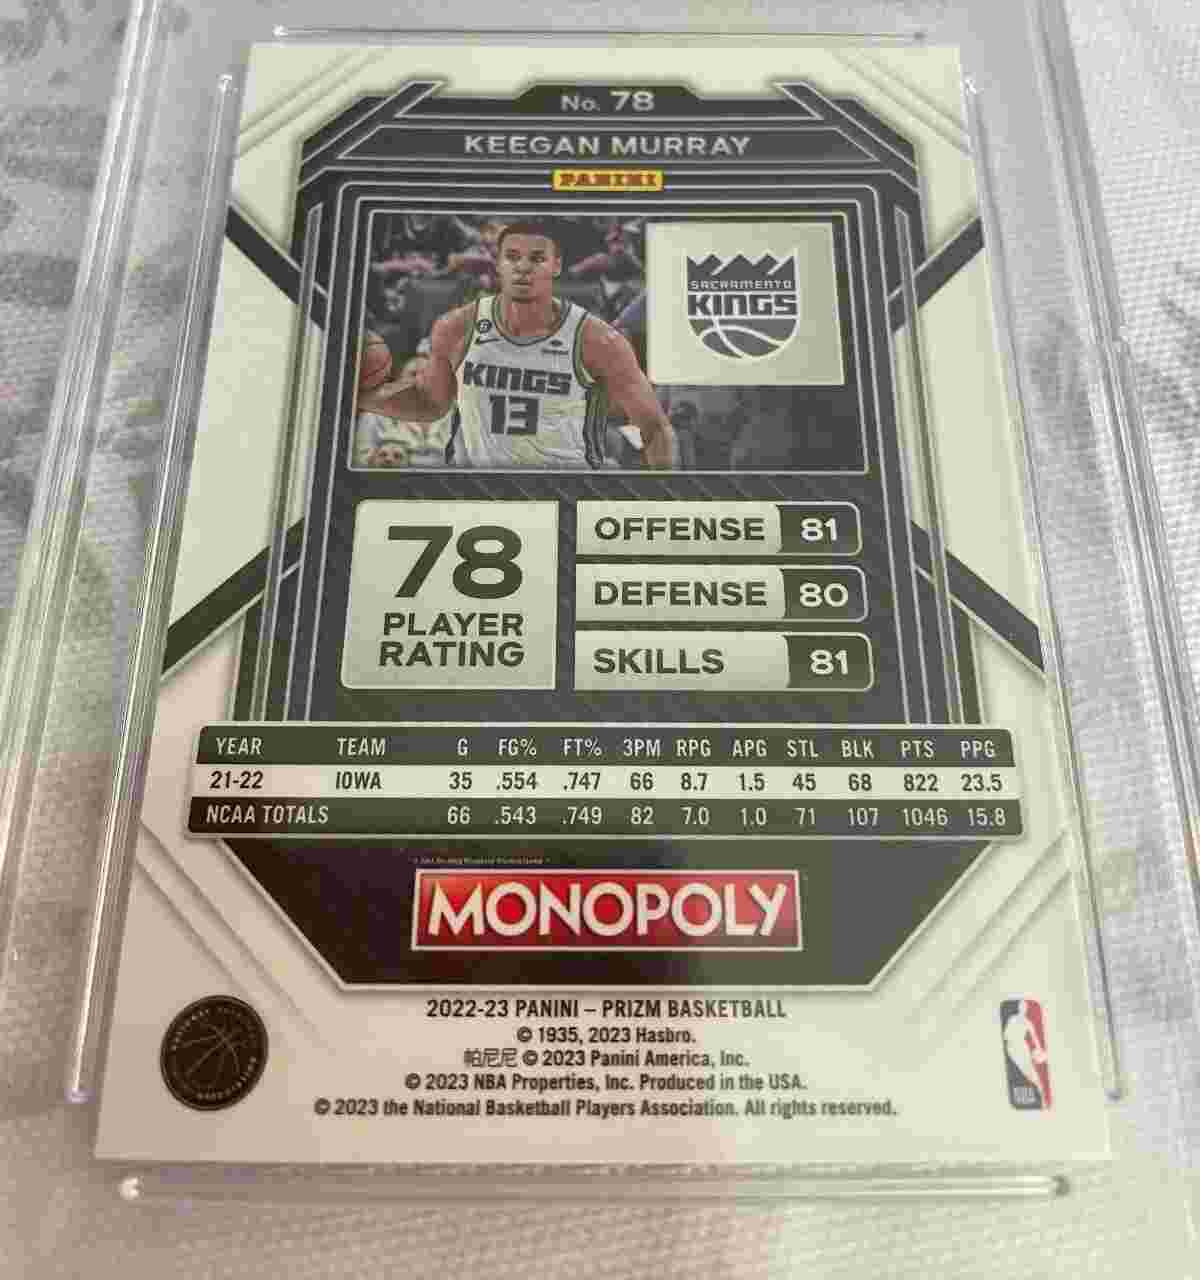 No. 78
KEEGAN MURRAY
PANINI
SACRAMENTO
KINGS
6
KINGS
13
78
PLAYER
RATING
OFFENSE 81
DEFENSE 80
SKILLS 81
YEAR TEAM G FG% FT% 3PM RPG APG STL BLK PTS PPG
21-22 IOWA 35 .554 .747 66 8.7 1.5 45 68 822 23.5
NCAA TOTALS 66 .543 .749 82 7.0 1.0 71 107 1046 15.8
MONOPOLY
2022-23 PANINI – PRIZM BASKETBALL
© 1935, 2023 Hasbro.
帕尼尼 © 2023 Panini America, Inc.
© 2023 NBA Properties, Inc. Produced in the USA.
© 2023 the National Basketball Players Association. All rights reserved.
NBA